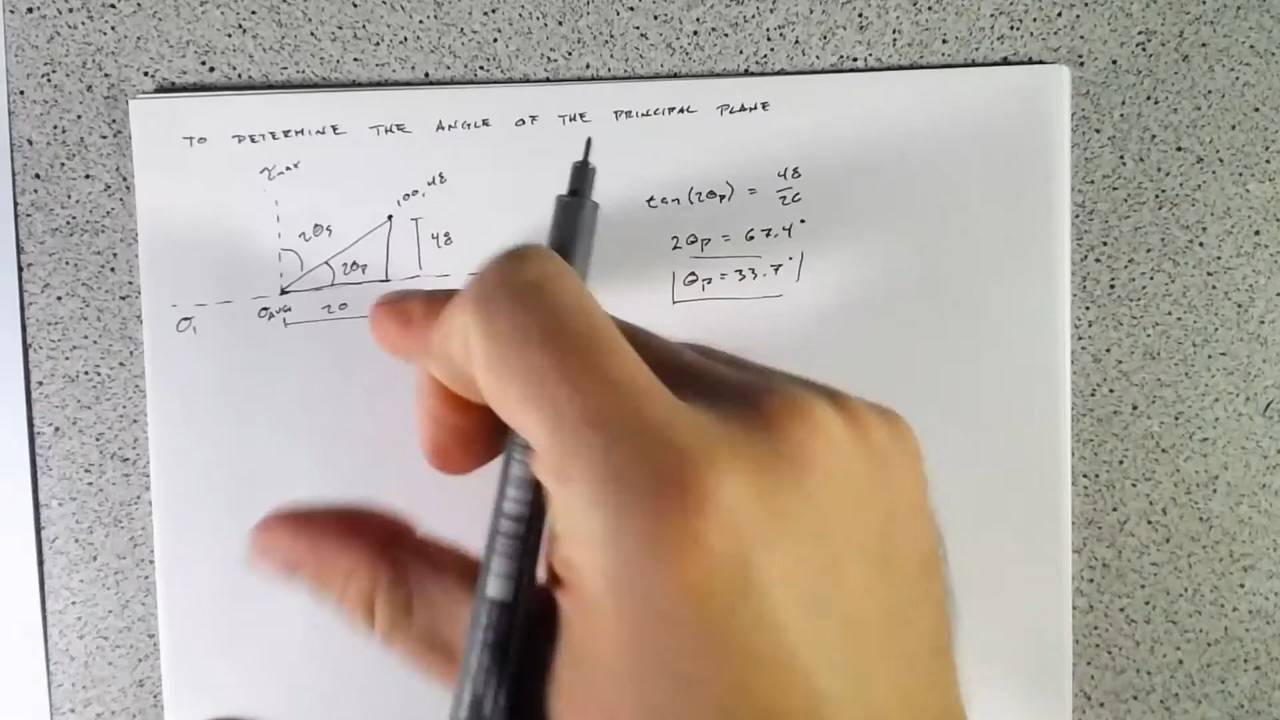 TO DETERMINE THE ANGLE OF THE PRINCIPAL PLANE
τmax
100, 48
2θs
48
2θp
σ1
σAVG
20
tan(2θp) = 48/20
2θp = 67.4°
θp = 33.7°